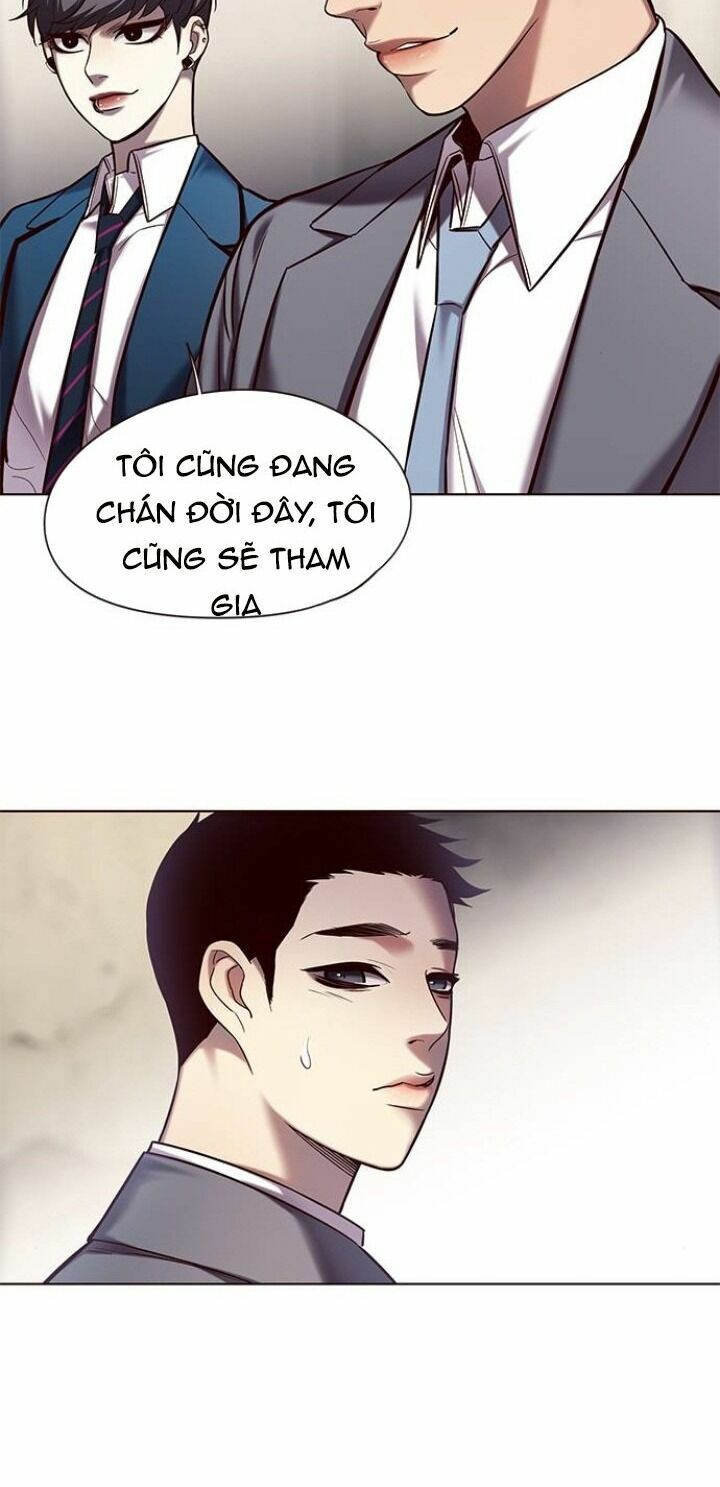 TÔI CŨNG ĐANG
CHÁN ĐỜI ĐÂY, TÔI
CŨNG SẼ THAM
GIA